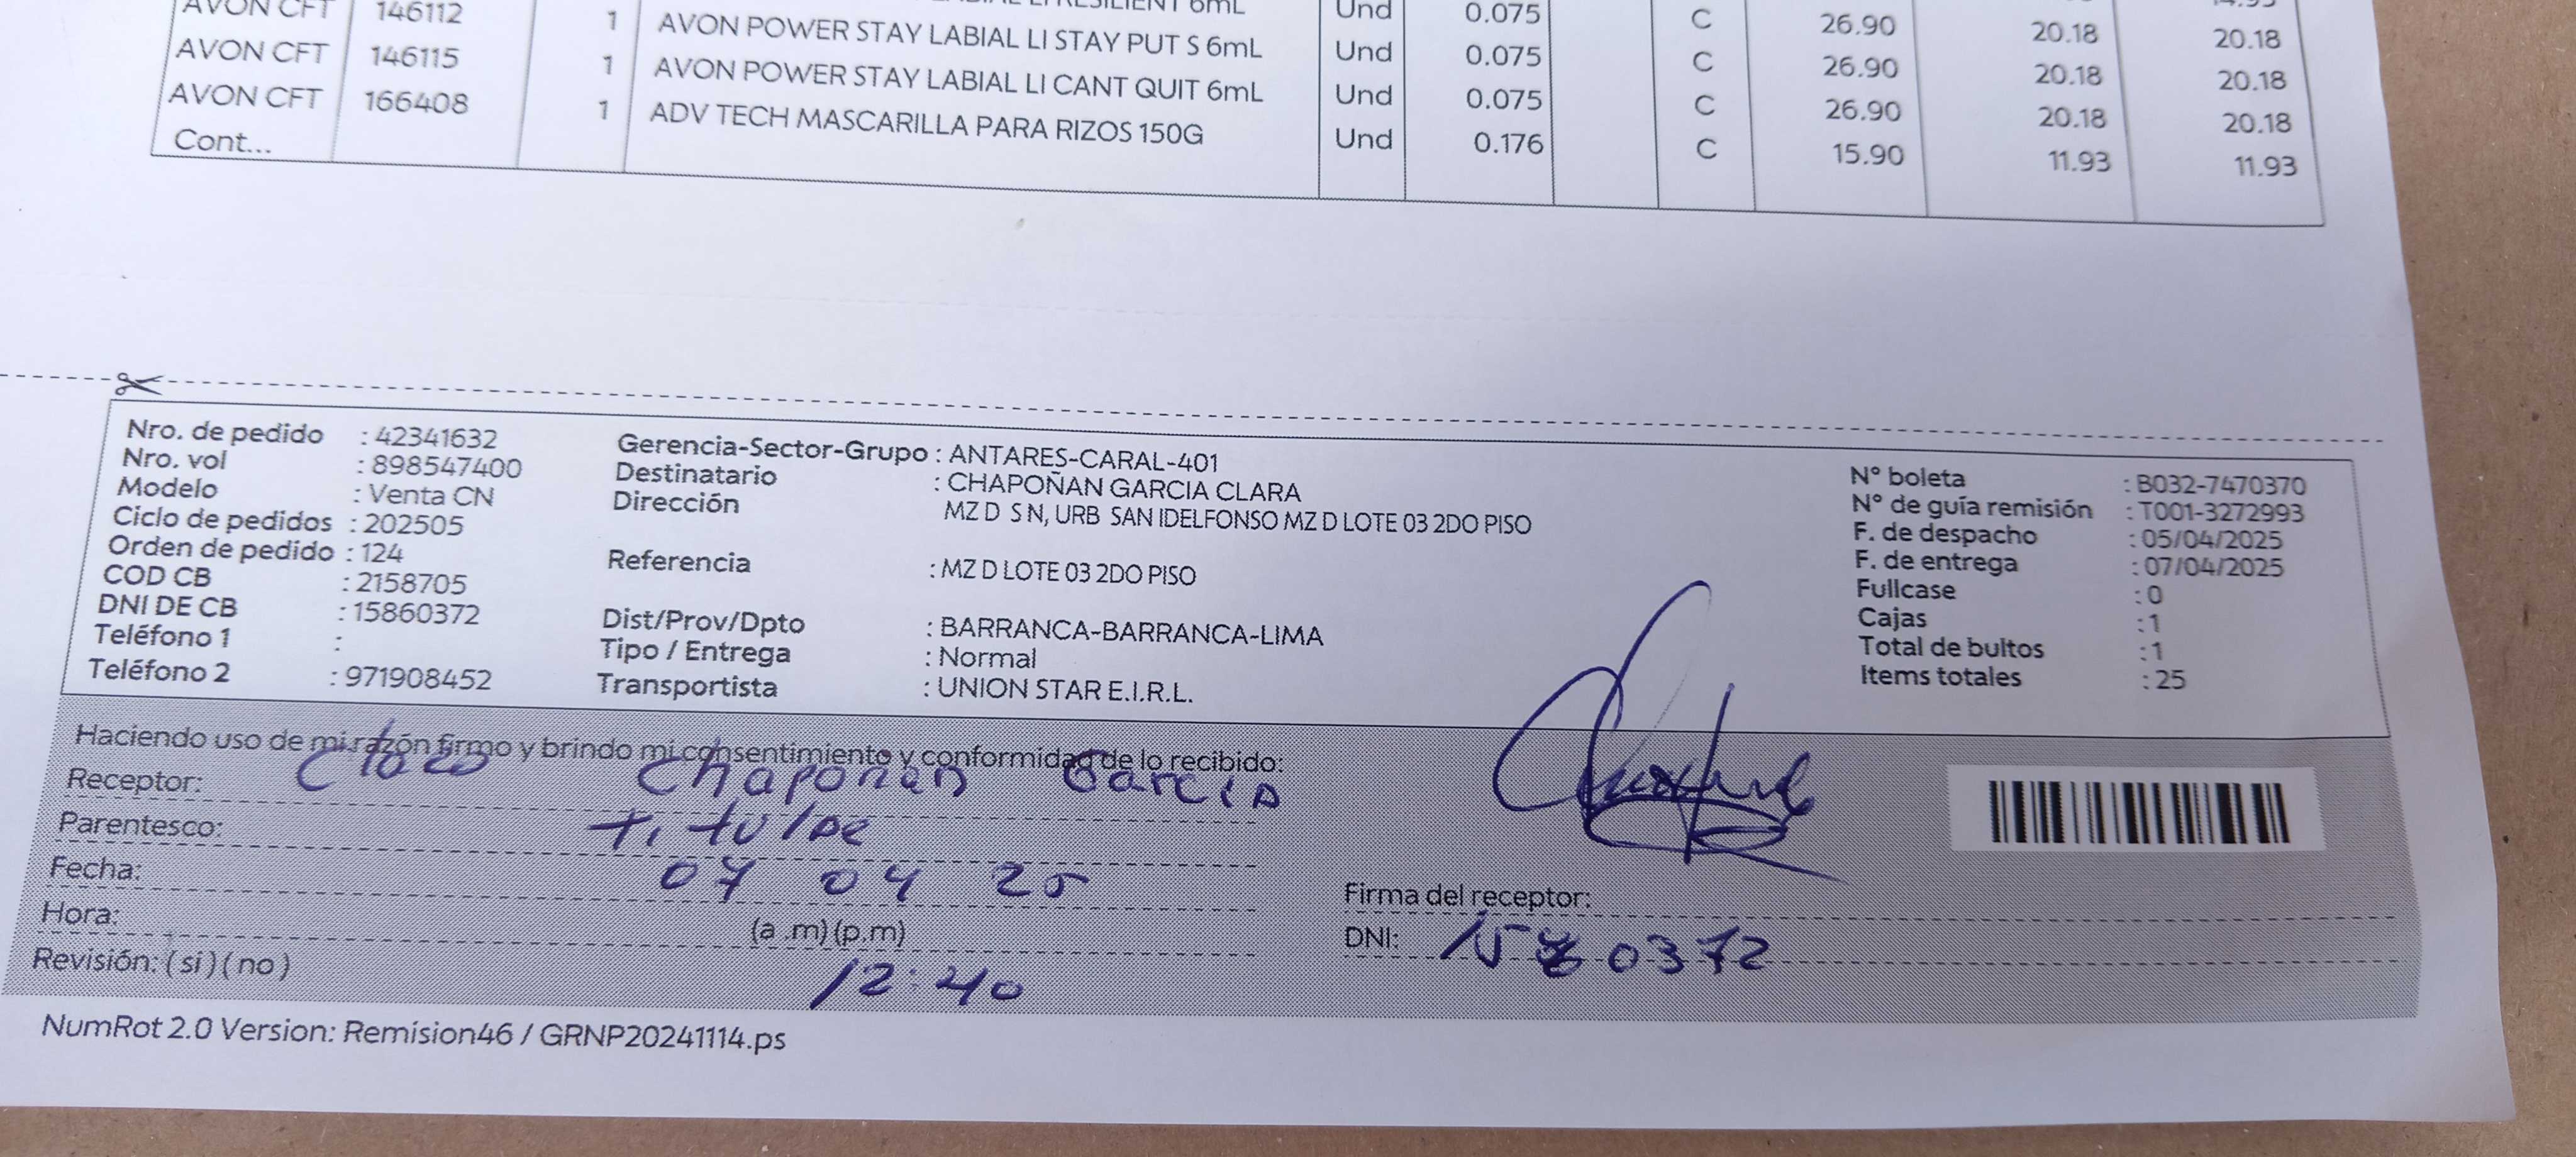 AVON CFT 146112 1 AVON POWER STAY LABIAL LI STAY PUT S 6mL Und 0.075 C 26.90 20.18 20.18
AVON CFT 146115 1 AVON POWER STAY LABIAL LI CANT QUIT 6mL Und 0.075 C 26.90 20.18 20.18
AVON CFT 166408 1 ADV TECH MASCARILLA PARA RIZOS 150G Und 0.176 C 15.90 11.93 11.93
Cont...
Nro. de pedido : 42341632
Nro. vol : 898547400
Modelo : Venta CN
Ciclo de pedidos : 202505
Orden de pedido : 124
COD CB : 2158705
DNI DE CB : 15860372
Teléfono 1 :
Teléfono 2 : 971908452
Gerencia-Sector-Grupo : ANTARES-CARAL-401
Destinatario : CHAPOÑAN GARCIA CLARA
Dirección MZ D S N, URB SAN IDELFONSO MZ D LOTE 03 2DO PISO
Referencia : MZ D LOTE 03 2DO PISO
Dist/Prov/Dpto : BARRANCA-BARRANCA-LIMA
Tipo / Entrega : Normal
Transportista : UNION STAR E.I.R.L.
N° boleta : B032-7470370
N° de guía remisión : T001-3272993
F. de despacho : 05/04/2025
F. de entrega : 07/04/2025
Fullcase : 0
Cajas : 1
Total de bultos : 1
Items totales : 25
Haciendo uso de mi razón firmo y brindo mi consentimiento y conformidad de lo recibido:
Receptor: Clara Chapoñan Garcia
Parentesco: titular
Fecha: 07 04 25
Hora: (a .m) (p.m)
Revisión: ( si ) ( no ) 12:40
Firma del receptor:
DNI:
NumRot 2.0 Version: Remision46 / GRNP20241114.ps